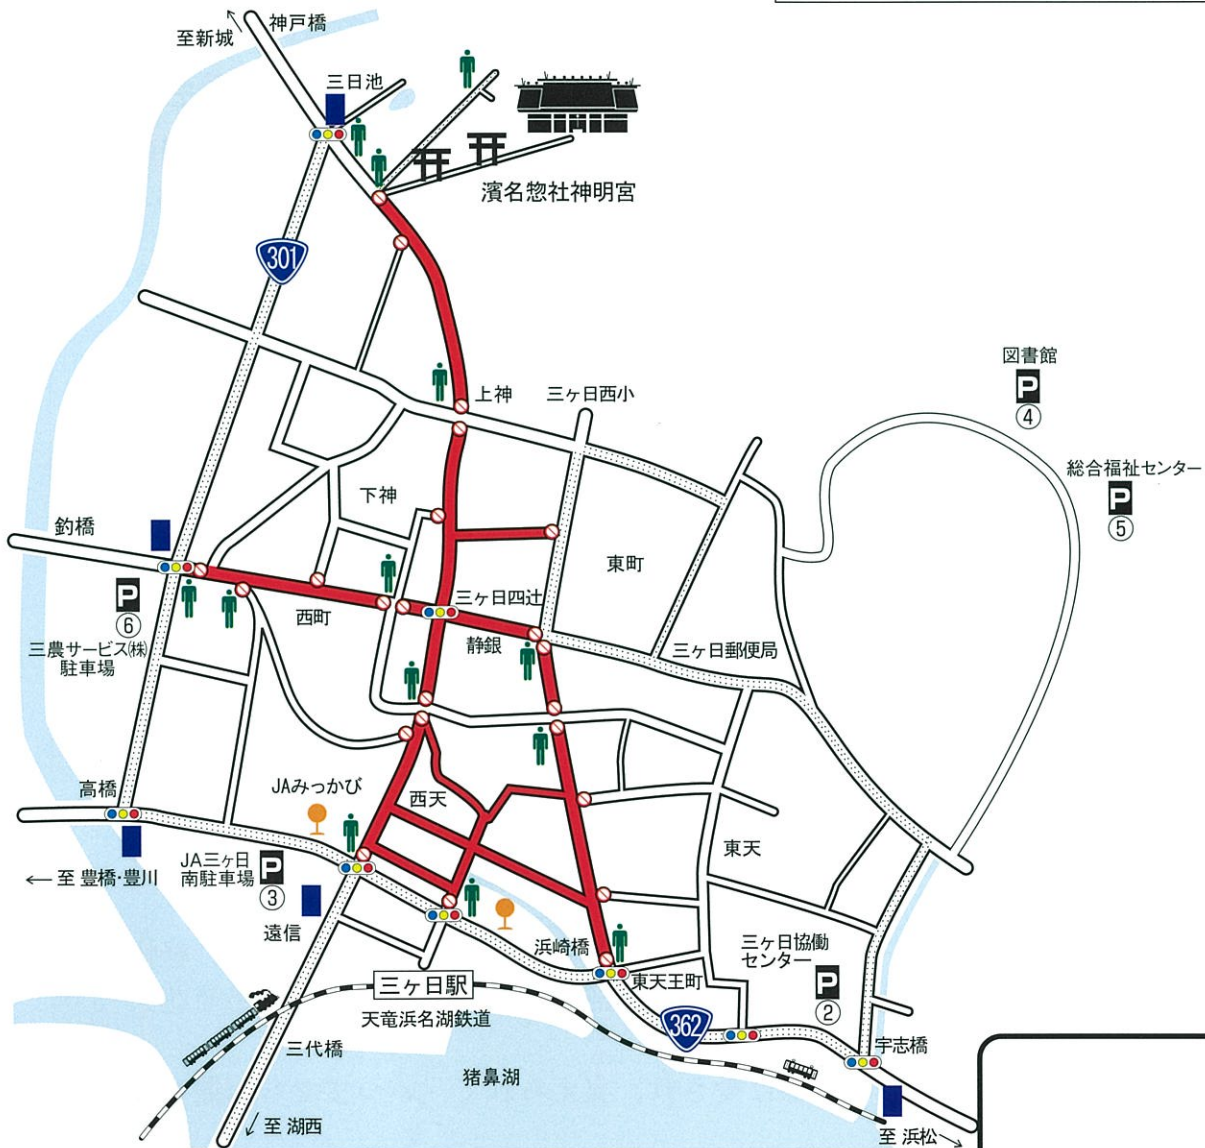 神戸橋
至新城
三日池
濱名惣社神明宮
301
図書館
P
④
上神
三ヶ日西小
総合福祉センター
P
⑤
下神
釣橋
東町
三ヶ日四辻
P
⑥
西町
静銀
三ヶ日郵便局
三農サービス㈱
駐車場
高橋
JAみっかび
西天
東天
← 至 豊橋・豊川
JA三ヶ日
南駐車場
P
③
遠信
浜崎橋
三ヶ日協働
センター
P
②
三ヶ日駅
東天王町
天竜浜名湖鉄道
362
三代橋
宇志橋
猪鼻湖
至 湖西
至 浜松